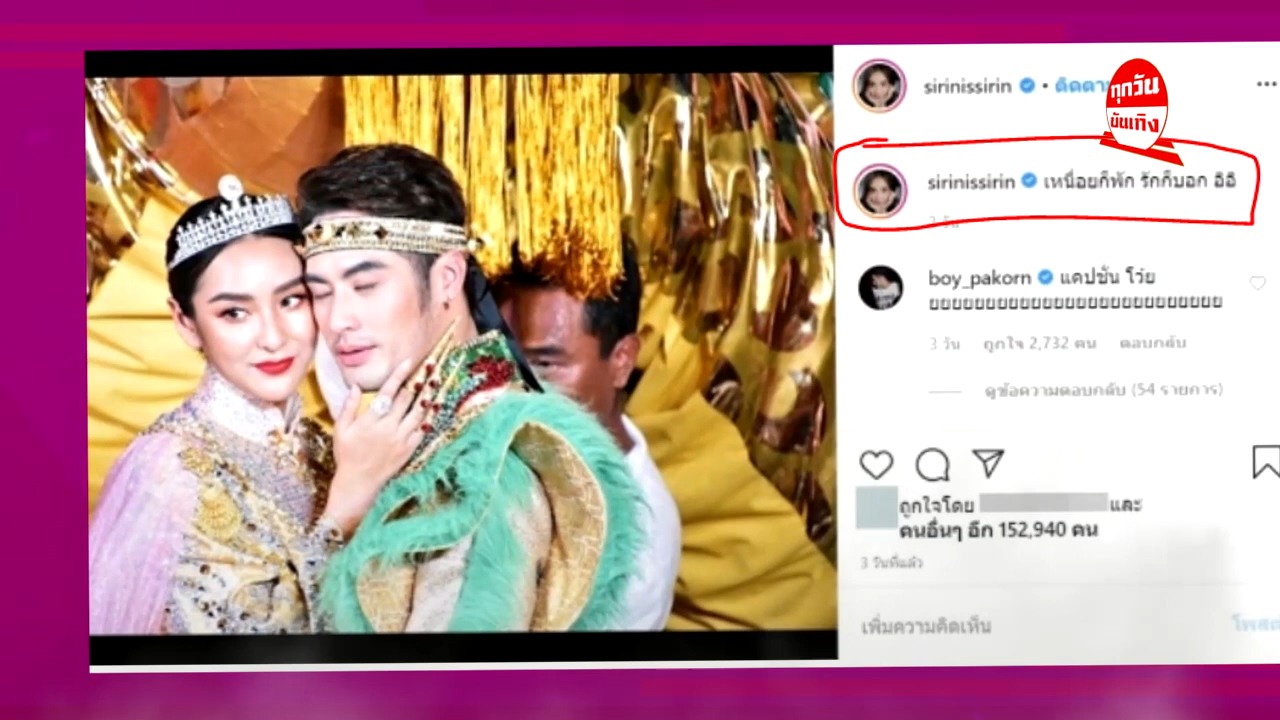 sirinissirin • ติดตาม
ทุกวัน
บันเทิง
sirinissirin เหนื่อยก็พัก รักก็บอก อิอิ
3 วัน
boy_pakorn แคปชั่น โว่ย
ยยยยยยยยยยยยยยยยยยยยยยยยยย
3 วัน ถูกใจ 2,732 คน ตอบกลับ
ดูข้อความตอบกลับ (54 รายการ)
ถูกใจโดย และ
คนอื่นๆ อีก 152,940 คน
3 วันที่แล้ว
เพิ่มความคิดเห็น
โพสต์